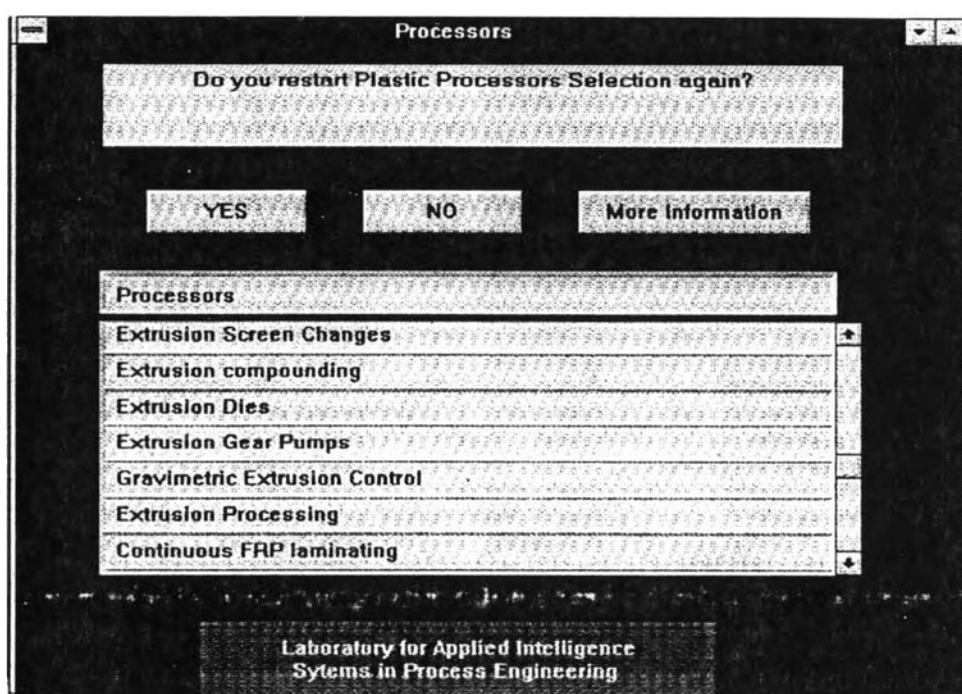 Processors
Do you restart Plastic Processors Selection again?
YES
NO
More Information
Processors
Extrusion Screen Changes
Extrusion compounding
Extrusion Dies
Extrusion Gear Pumps
Gravimetric Extrusion Control
Extrusion Processing
Continuous FRP laminating
Laboratory for Applied Intelligence
Sytems in Process Engineering